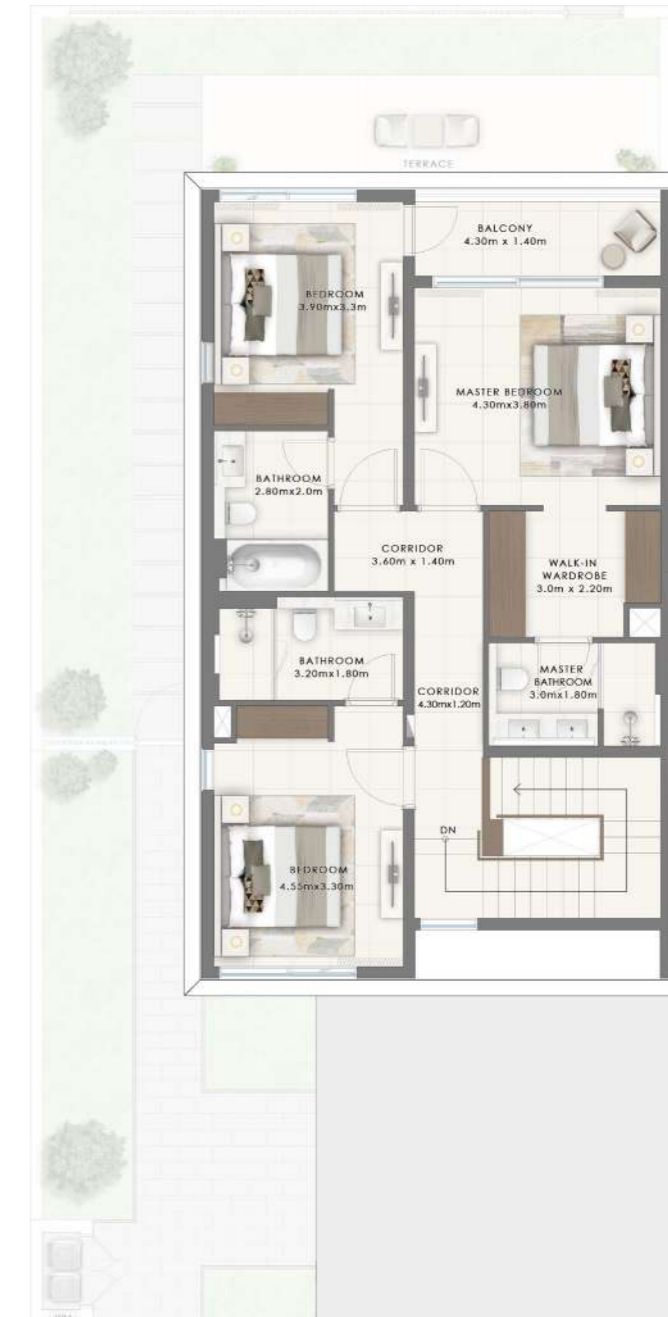 TERRACE
BALCONY
4.30m x 1.40m
BEDROOM
3.90mx3.3m
MASTER BEDROOM
4.30mx3.80m
BATHROOM
2.80mx2.0m
CORRIDOR
3.60m x 1.40m
WALK-IN
WARDROBE
3.0m x 2.20m
BATHROOM
3.20mx1.80m
MASTER
BATHROOM
3.0mx1.80m
CORRIDOR
4.30mx1.20m
DN
BEDROOM
4.55mx3.30m